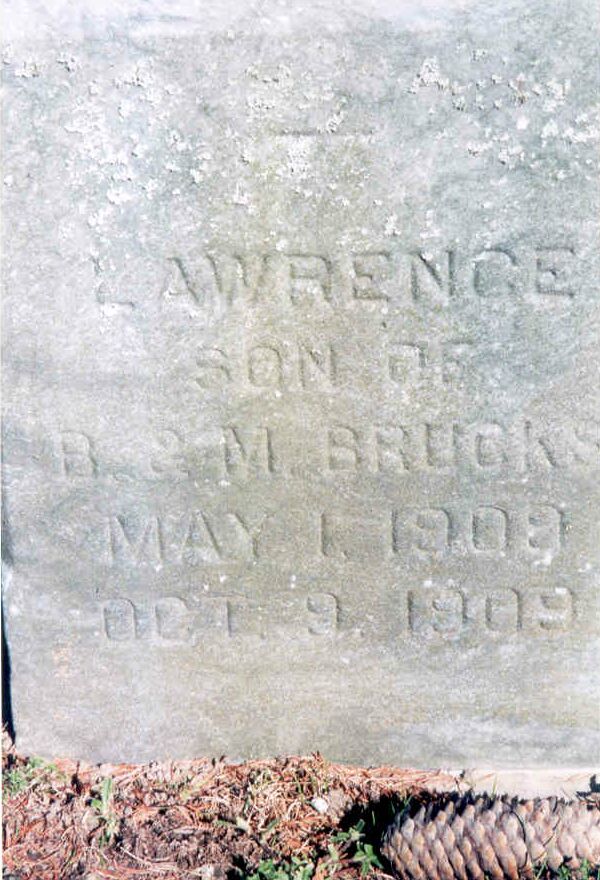 LAWRENCE
SON OF
B. & M. BRUCKS
MAY 1. 1909
OCT. 9. 1909